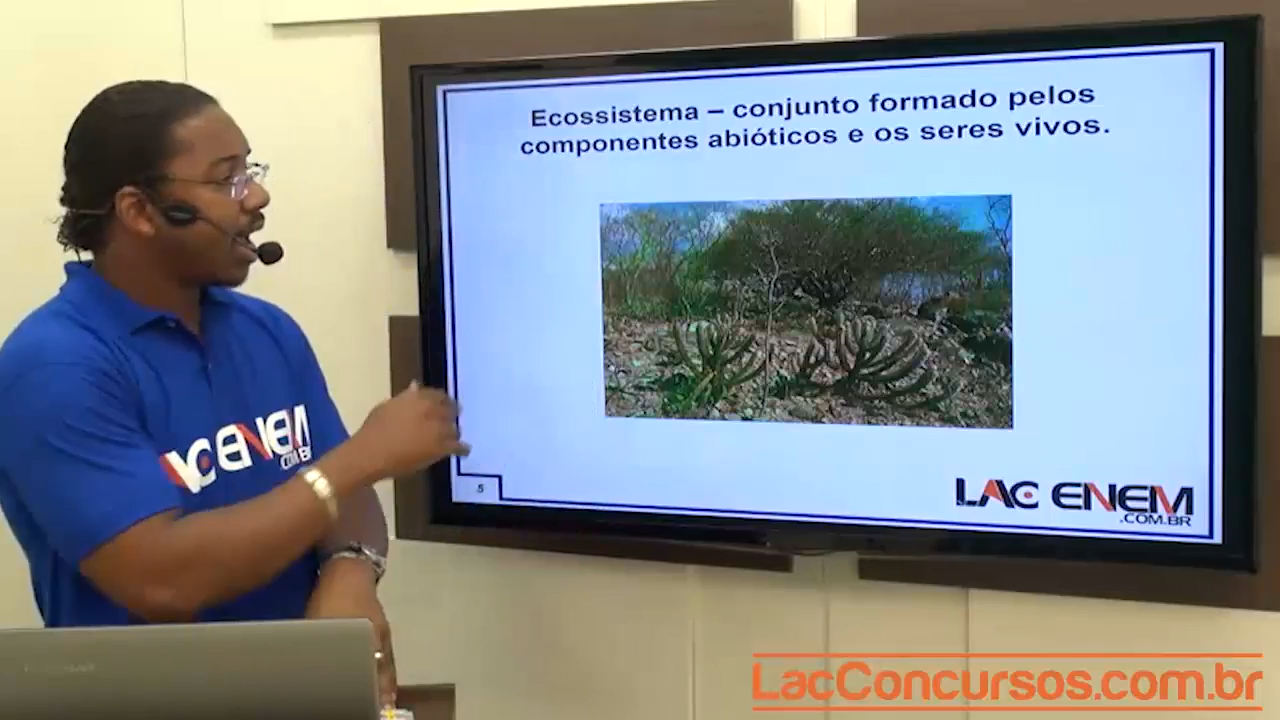 Ecossistema – conjunto formado pelos
componentes abióticos e os seres vivos.
LAC ENEM
.COM.BR
5
LAC ENEM
.COM.BR
LacConcursos.com.br